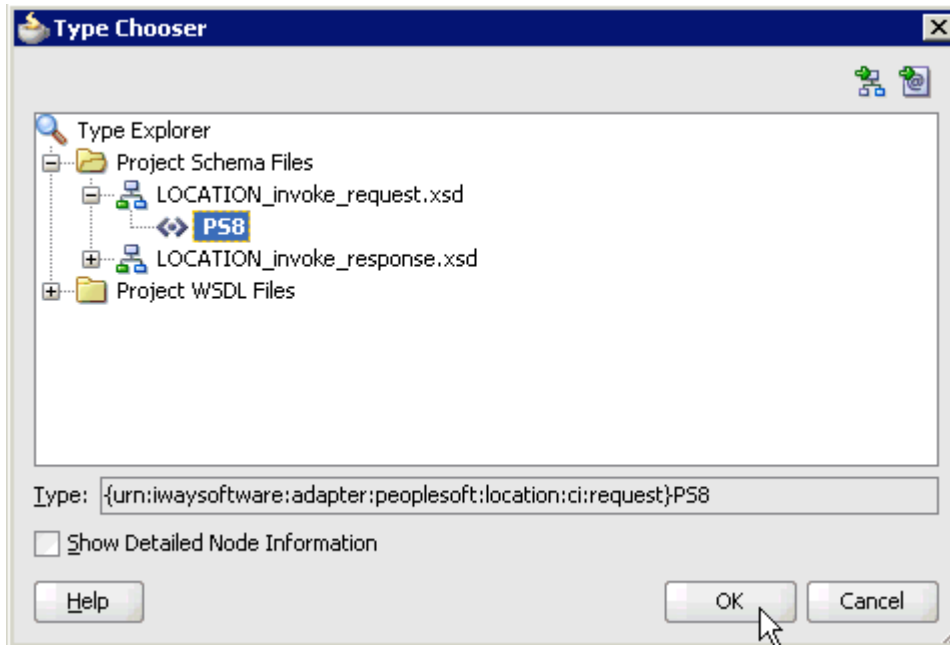 Type Chooser
Type Explorer
Project Schema Files
LOCATION_invoke_request.xsd
PS8
LOCATION_invoke_response.xsd
Project WSDL Files
Type: {urn:iwaysoftware:adapter:peoplesoft:location:ci:request}PS8
Show Detailed Node Information
Help OK Cancel